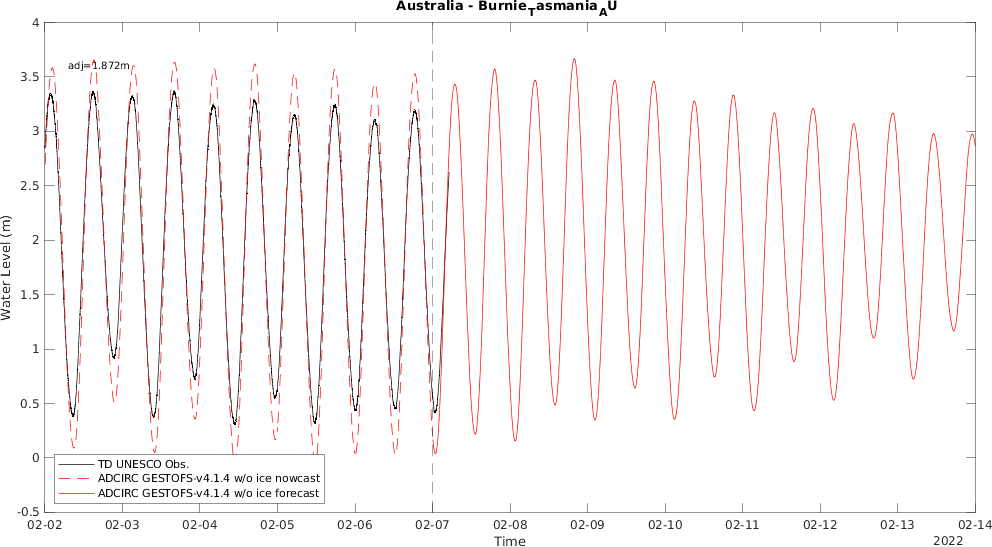 Australia - Burnie_Tasmania_AU
4
adj=1.872m
3.5
3
2.5
2
1.5
1
0.5
0
-0.5
Water Level (m)
TD UNESCO Obs.
ADCIRC GESTOFS-v4.1.4 w/o ice nowcast
ADCIRC GESTOFS-v4.1.4 w/o ice forecast
02-02 02-03 02-04 02-05 02-06 02-07 02-08 02-09 02-10 02-11 02-12 02-13 02-14
Time
2022